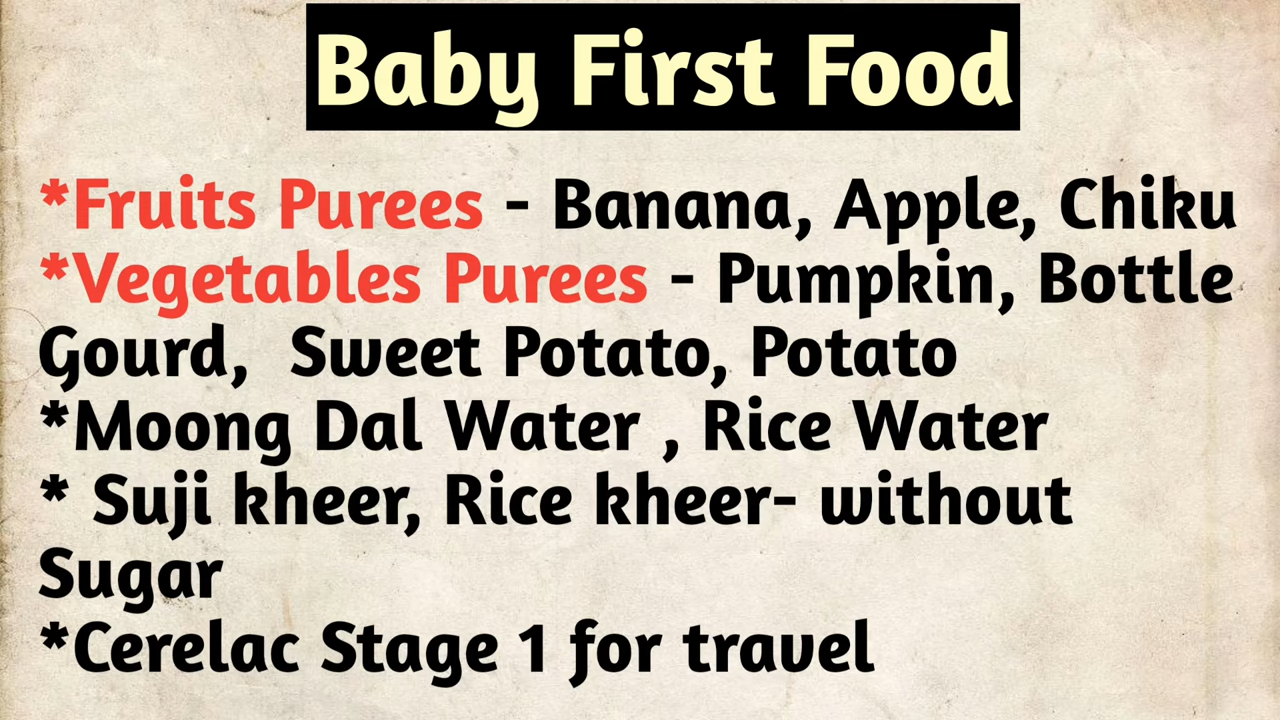 Baby First Food
*Fruits Purees - Banana, Apple, Chiku
*Vegetables Purees - Pumpkin, Bottle
Gourd, Sweet Potato, Potato
*Moong Dal Water , Rice Water
* Suji kheer, Rice kheer- without
Sugar
*Cerelac Stage 1 for travel